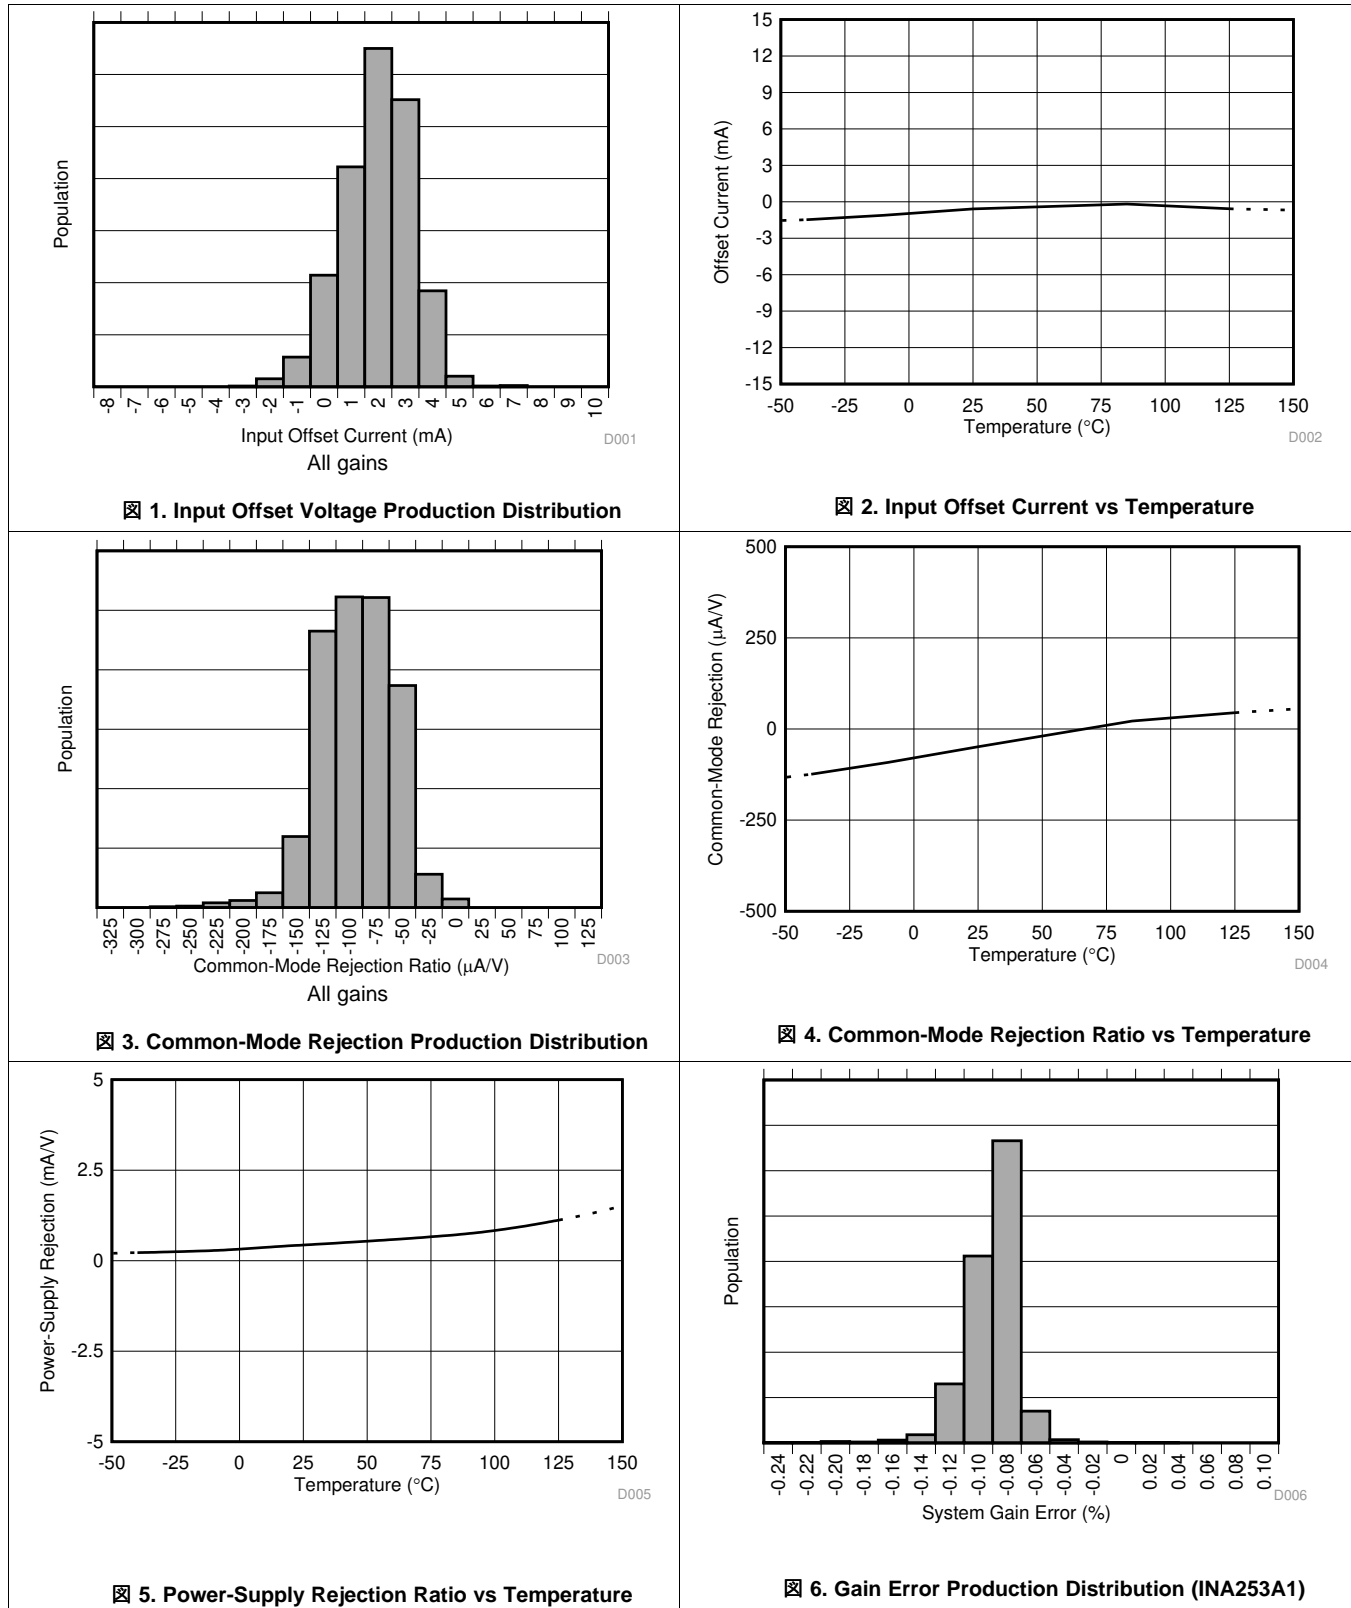 Population
-8 -7 -6 -5 -4 -3 -2 -1 0 1 2 3 4 5 6 7 8 9 10
Input Offset Current (mA)
D001
All gains
図 1. Input Offset Voltage Production Distribution
15
12
9
6
3
0
-3
-6
-9
-12
-15
Offset Current (mA)
-50 -25 0 25 50 75 100 125 150
Temperature (°C)
D002
図 2. Input Offset Current vs Temperature
Population
-325 -300 -275 -250 -225 -200 -175 -150 -125 -100 -75 -50 -25 0 25 50 75 100 125
Common-Mode Rejection Ratio (μA/V)
D003
All gains
図 3. Common-Mode Rejection Production Distribution
500
250
0
-250
-500
Common-Mode Rejection (μA/V)
-50 -25 0 25 50 75 100 125 150
Temperature (°C)
D004
図 4. Common-Mode Rejection Ratio vs Temperature
5
2.5
0
-2.5
-5
Power-Supply Rejection (mA/V)
-50 -25 0 25 50 75 100 125 150
Temperature (°C)
D005
図 5. Power-Supply Rejection Ratio vs Temperature
Population
-0.24 -0.22 -0.20 -0.18 -0.16 -0.14 -0.12 -0.10 -0.08 -0.06 -0.04 -0.02 0 0.02 0.04 0.06 0.08 0.10
System Gain Error (%)
D006
図 6. Gain Error Production Distribution (INA253A1)